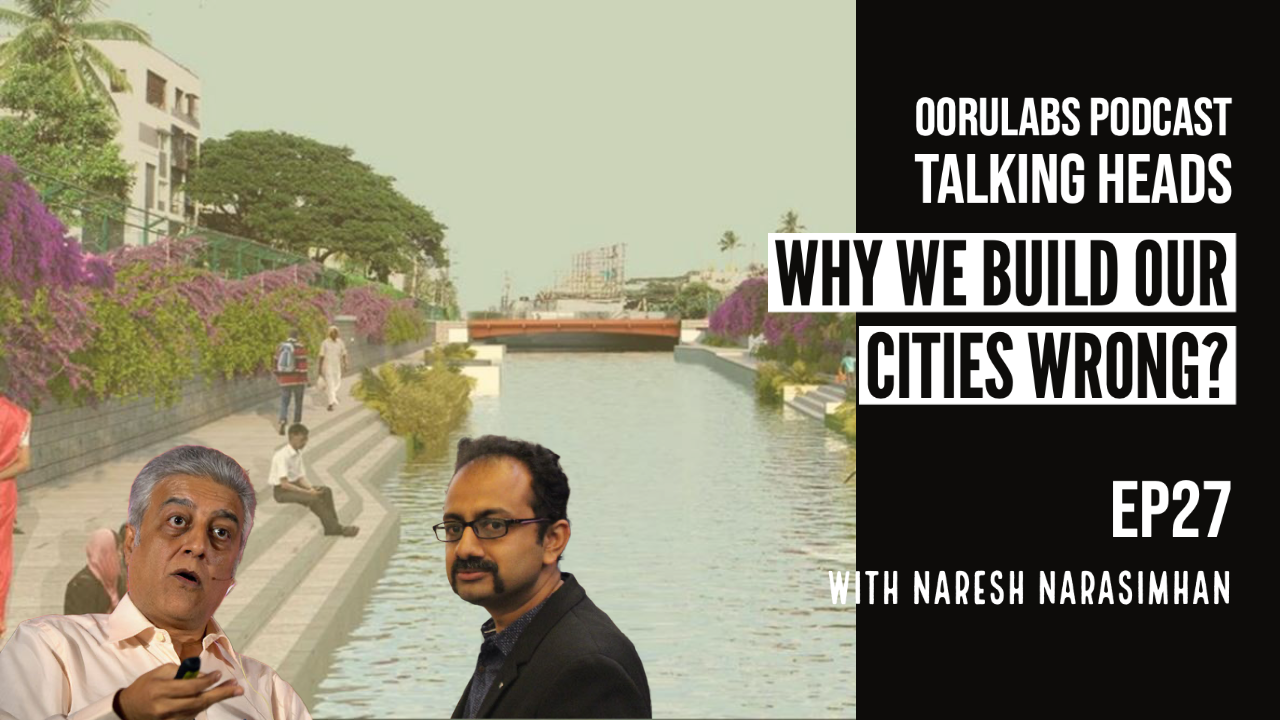 OORULABS PODCAST
TALKING HEADS
WHY WE BUILD OUR
CITIES WRONG?
EP27
WITH NARESH NARASIMHAN